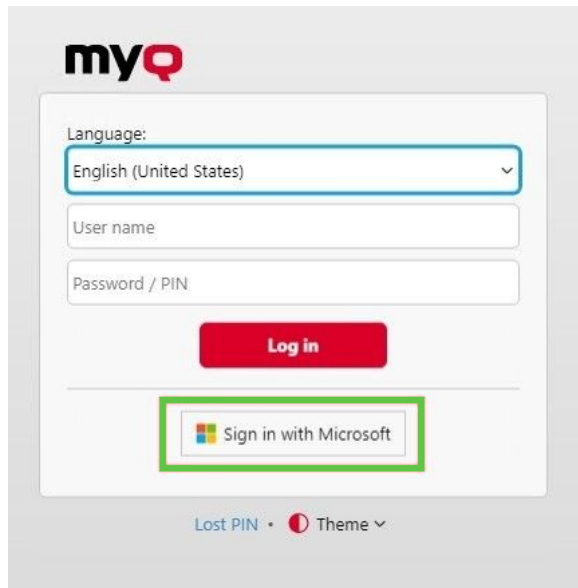 myQ
Language:
English (United States)
User name
Password / PIN
Log in
Sign in with Microsoft
Lost PIN • Theme